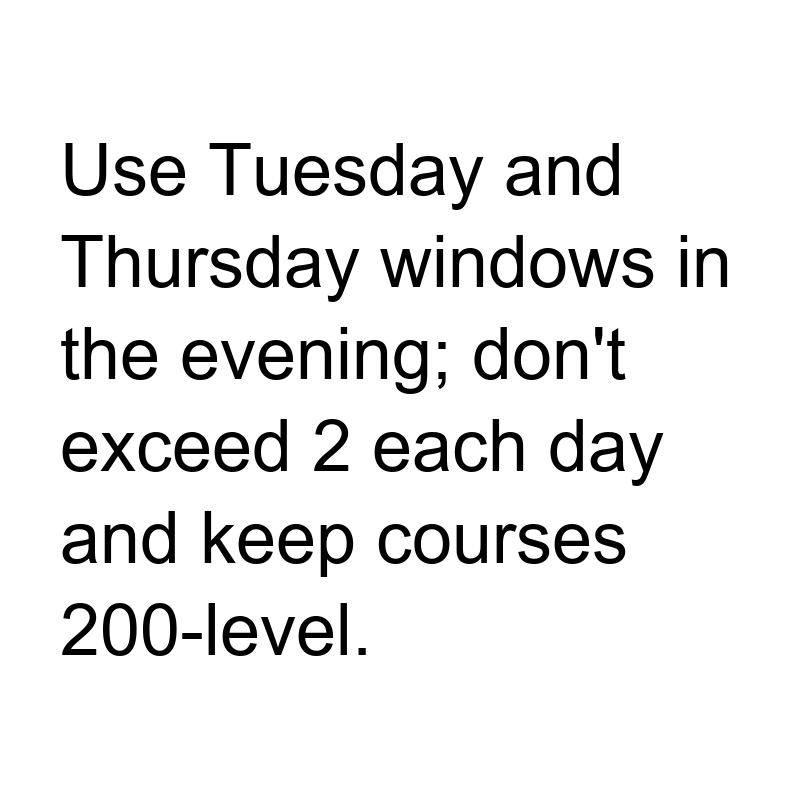 Use Tuesday and
Thursday windows in
the evening; don't
exceed 2 each day
and keep courses
200-level.